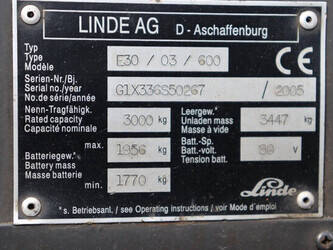 LINDE AG D - Aschaffenburg
Typ
Type E30 / 03 / 600
Modèle
Serien-Nr./Bj.
Serial no./year G1X336S50267 / 2005
No.de série/année
Nenn-Tragfähigk. Leergew.*
Rated capacity 3000 kg Unladen mass 3447 kg
Capacité nominale Masse à vide
max. 1956 kg Batt.-Sp.
Batteriegew.* Batt.-volt. 80 V
Battery mass Tension batt.
Masse batterie
min. 1770 kg Linde
*s. Betriebsanl. / see Operating instructions / voir Mode d'emploi